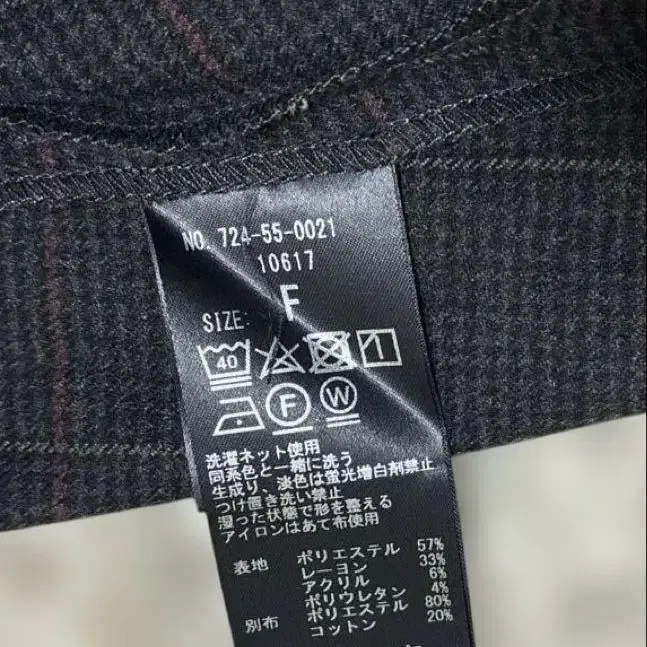 NO. 724-55-0021
10617
SIZE: F
40
F W
洗濯ネット使用
同系色と一緒に洗う
生成り、淡色は蛍光増白剤禁止
つけ置き洗い禁止
湿った状態で形を整える
アイロンはあて布使用
表地 ポリエステル 57%
レーヨン 33%
アクリル 6%
ポリウレタン 4%
別布 ポリエステル 80%
コットン 20%